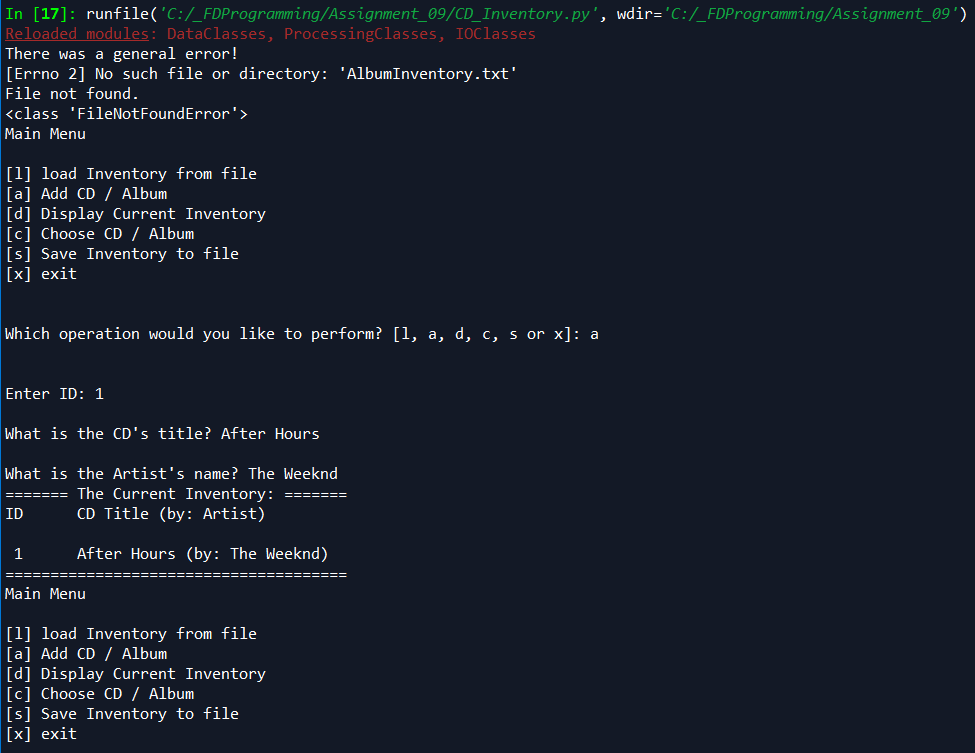 In [17]: runfile('C:/_FDProgramming/Assignment_09/CD_Inventory.py', wdir='C:/_FDProgramming/Assignment_09')
Reloaded modules: DataClasses, ProcessingClasses, IOClasses
There was a general error!
[Errno 2] No such file or directory: 'AlbumInventory.txt'
File not found.
<class 'FileNotFoundError'>
Main Menu
[l] load Inventory from file
[a] Add CD / Album
[d] Display Current Inventory
[c] Choose CD / Album
[s] Save Inventory to file
[x] exit
Which operation would you like to perform? [l, a, d, c, s or x]: a
Enter ID: 1
What is the CD's title? After Hours
What is the Artist's name? The Weeknd
======= The Current Inventory: =======
ID      CD Title (by: Artist)
1      After Hours (by: The Weeknd)
======================================
Main Menu
[l] load Inventory from file
[a] Add CD / Album
[d] Display Current Inventory
[c] Choose CD / Album
[s] Save Inventory to file
[x] exit